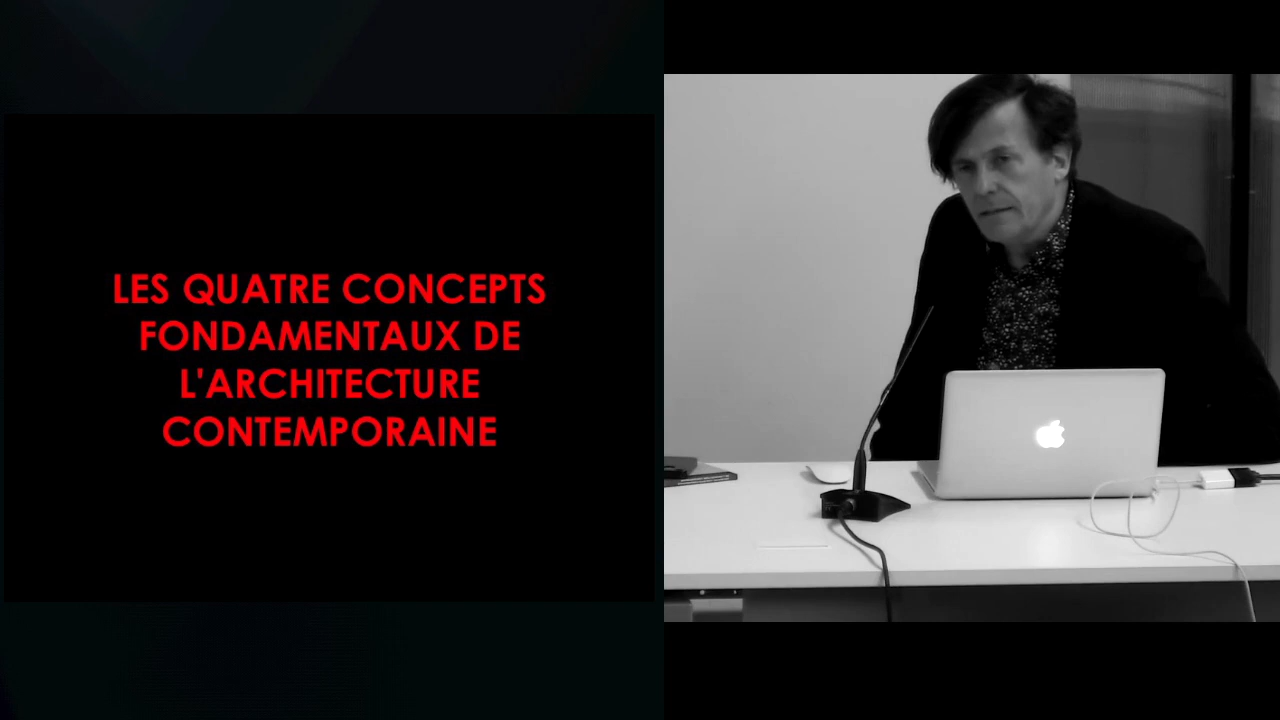 LES QUATRE CONCEPTS
FONDAMENTAUX DE
L'ARCHITECTURE
CONTEMPORAINE